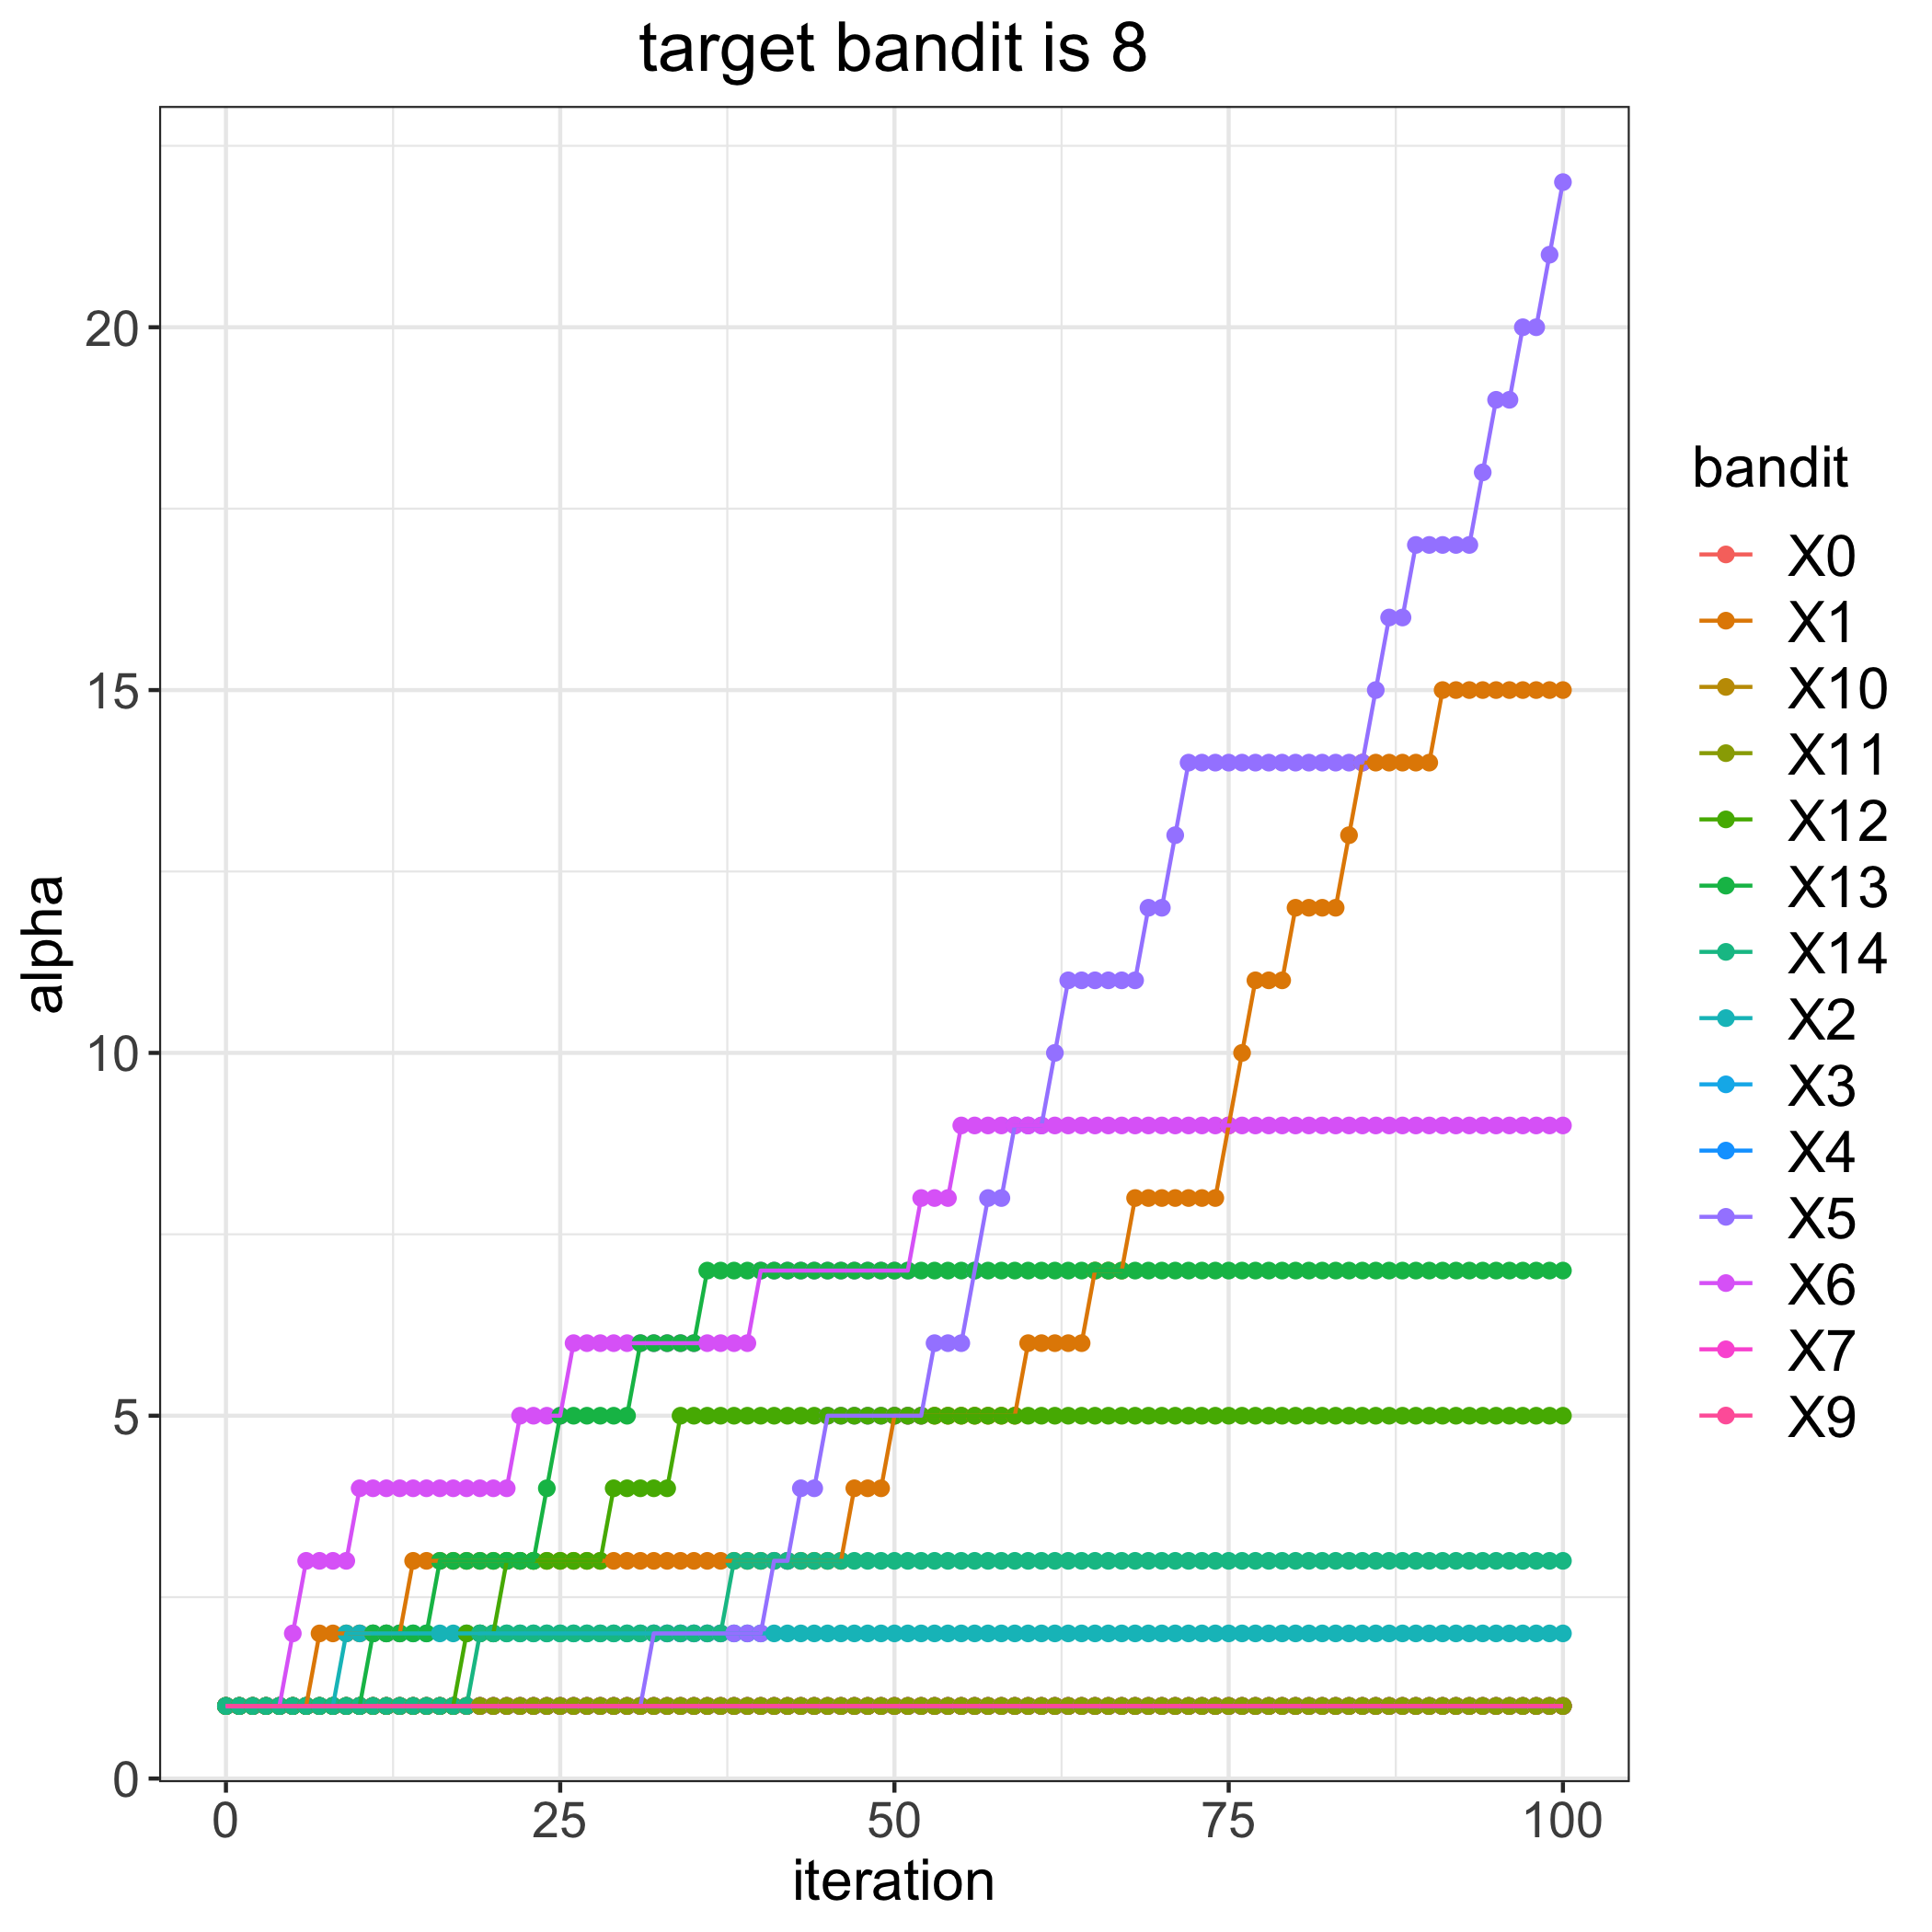 target bandit is 8
alpha
20
15
10
5
0
0 25 50 75 100
iteration
bandit
X0
X1
X10
X11
X12
X13
X14
X2
X3
X4
X5
X6
X7
X9